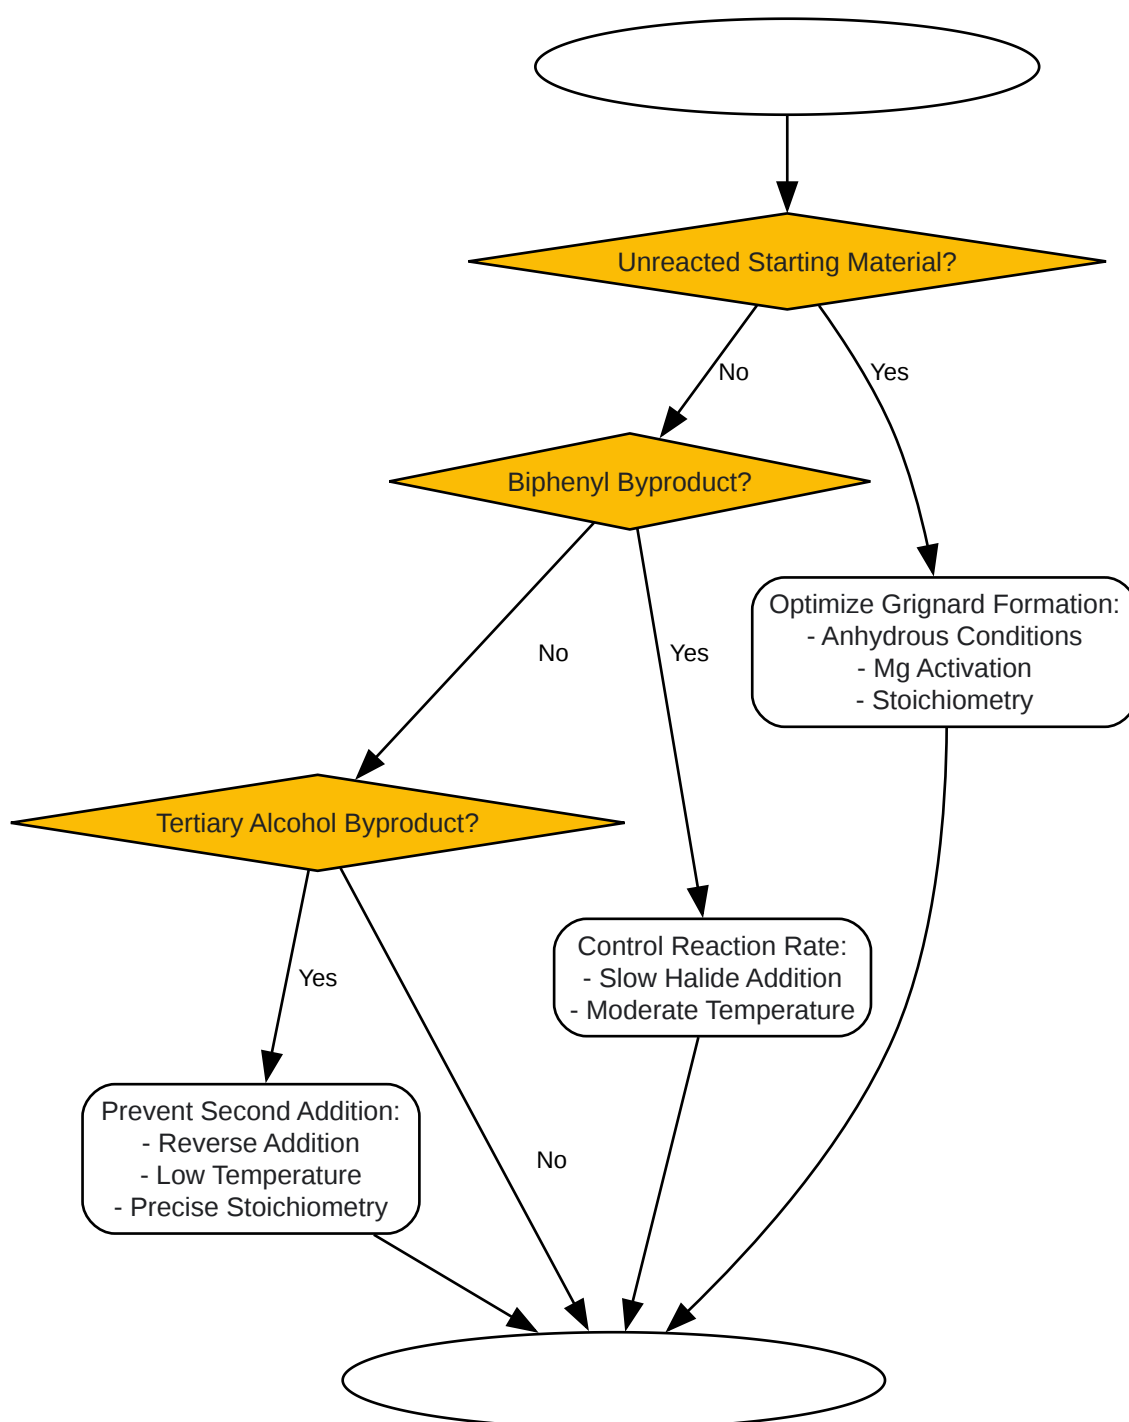 Unreacted Starting Material?
No
Yes
Biphenyl Byproduct?
Optimize Grignard Formation:
- Anhydrous Conditions
- Mg Activation
- Stoichiometry
No
Yes
Tertiary Alcohol Byproduct?
Control Reaction Rate:
- Slow Halide Addition
- Moderate Temperature
Yes
Prevent Second Addition:
- Reverse Addition
- Low Temperature
- Precise Stoichiometry
No